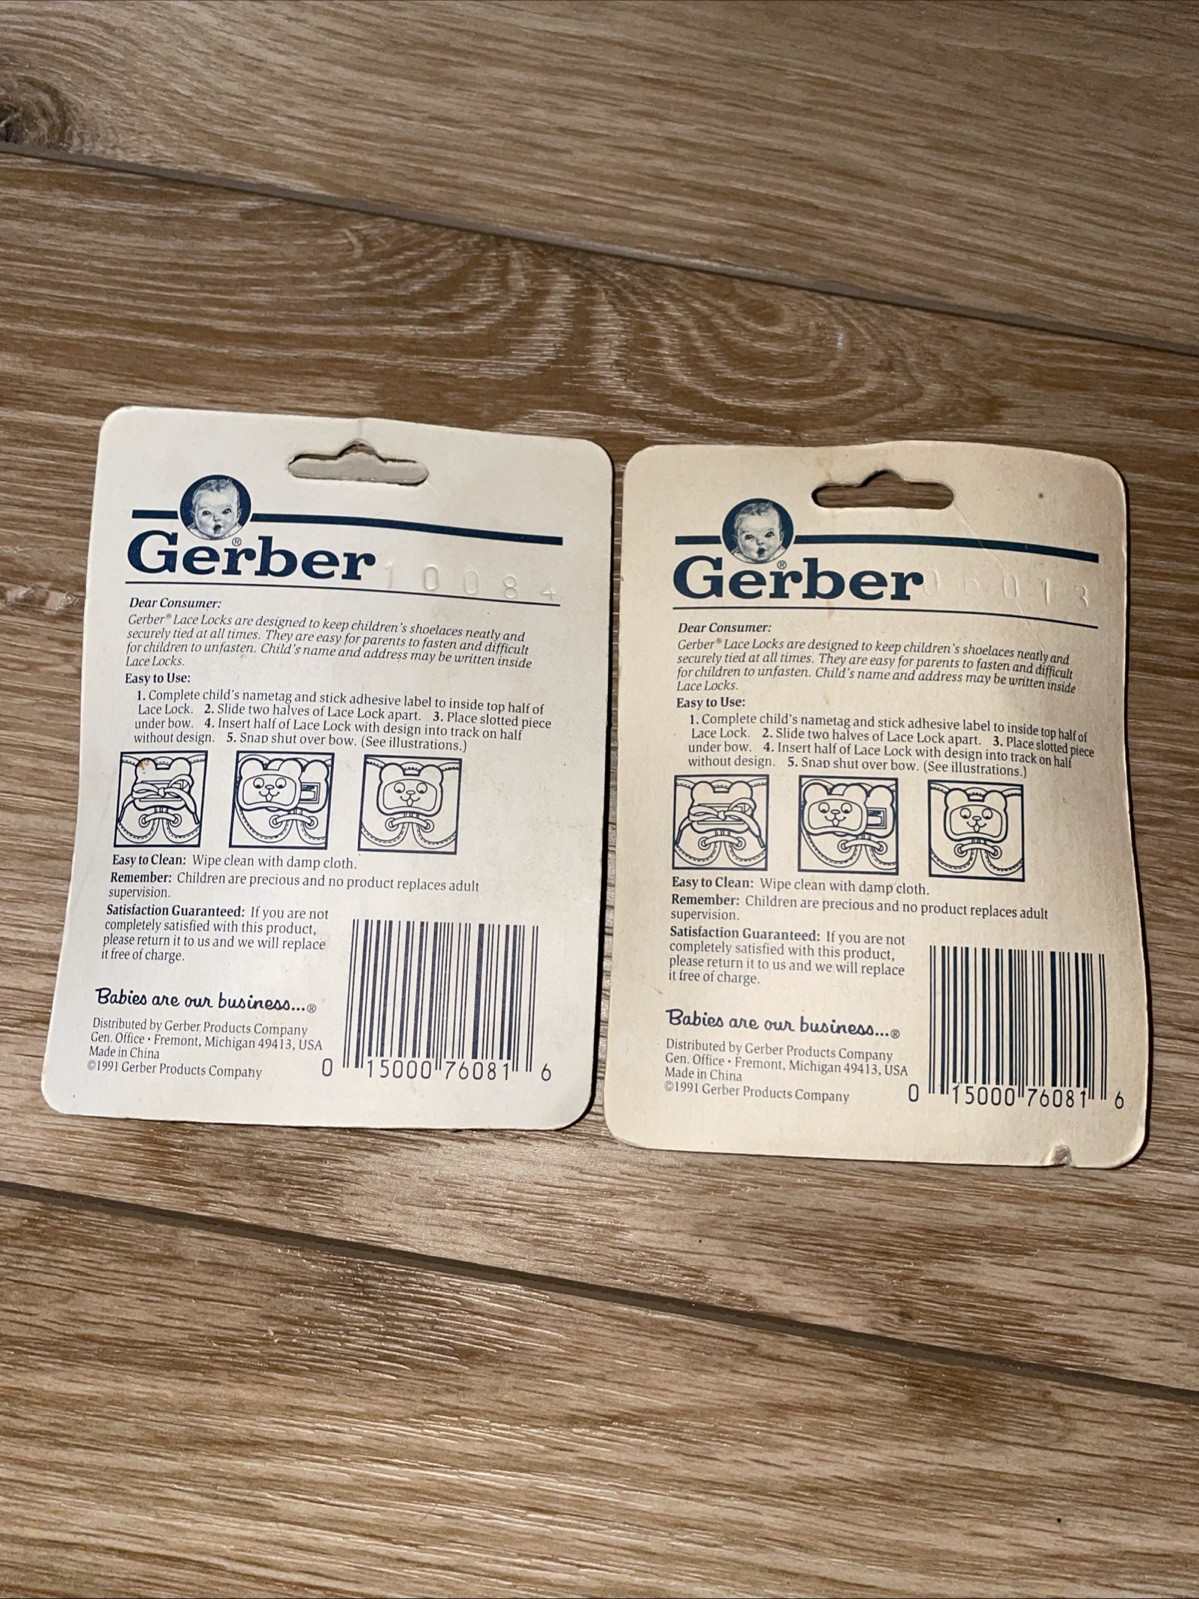 Gerber®
10084
Dear Consumer:
Gerber® Lace Locks are designed to keep children's shoelaces neatly and
securely tied at all times. They are easy for parents to fasten and difficult
for children to unfasten. Child's name and address may be written inside
Lace Locks.
Easy to Use:
1. Complete child's nametag and stick adhesive label to inside top half of
Lace Lock. 2. Slide two halves of Lace Lock apart. 3. Place slotted piece
under bow. 4. Insert half of Lace Lock with design into track on half
without design. 5. Snap shut over bow. (See illustrations.)
Easy to Clean: Wipe clean with damp cloth.
Remember: Children are precious and no product replaces adult
supervision.
Satisfaction Guaranteed: If you are not
completely satisfied with this product,
please return it to us and we will replace
it free of charge.
Babies are our business...®
Distributed by Gerber Products Company
Gen. Office • Fremont, Michigan 49413, USA
Made in China
©1991 Gerber Products Company
0 15000 76081 6
Gerber®
Dear Consumer:
Gerber® Lace Locks are designed to keep children's shoelaces neatly and
securely tied at all times. They are easy for parents to fasten and difficult
for children to unfasten. Child's name and address may be written inside
Lace Locks.
Easy to Use:
1. Complete child's nametag and stick adhesive label to inside top half of
Lace Lock. 2. Slide two halves of Lace Lock apart. 3. Place slotted piece
under bow. 4. Insert half of Lace Lock with design into track on half
without design. 5. Snap shut over bow. (See illustrations.)
Easy to Clean: Wipe clean with damp cloth.
Remember: Children are precious and no product replaces adult
supervision.
Satisfaction Guaranteed: If you are not
completely satisfied with this product,
please return it to us and we will replace
it free of charge.
Babies are our business...®
Distributed by Gerber Products Company
Gen. Office • Fremont, Michigan 49413, USA
Made in China
©1991 Gerber Products Company
0 15000 76081 6